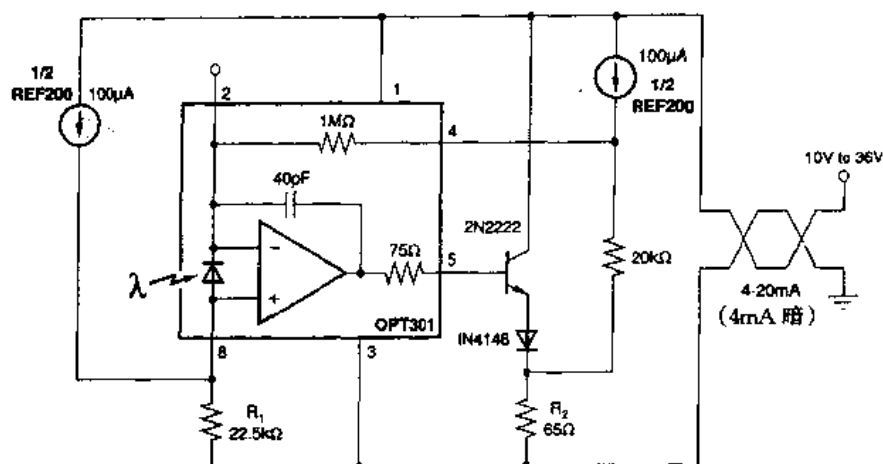 1/2
REF200
100µA
2
1
100µA
1/2
REF200
1MΩ
4
40pF
10V to 36V
2N2222
75Ω
5
20kΩ
λ
−
+
4-20mA
(4mA 暗)
OPT301
IN4148
8
3
R1
22.5kΩ
R2
65Ω